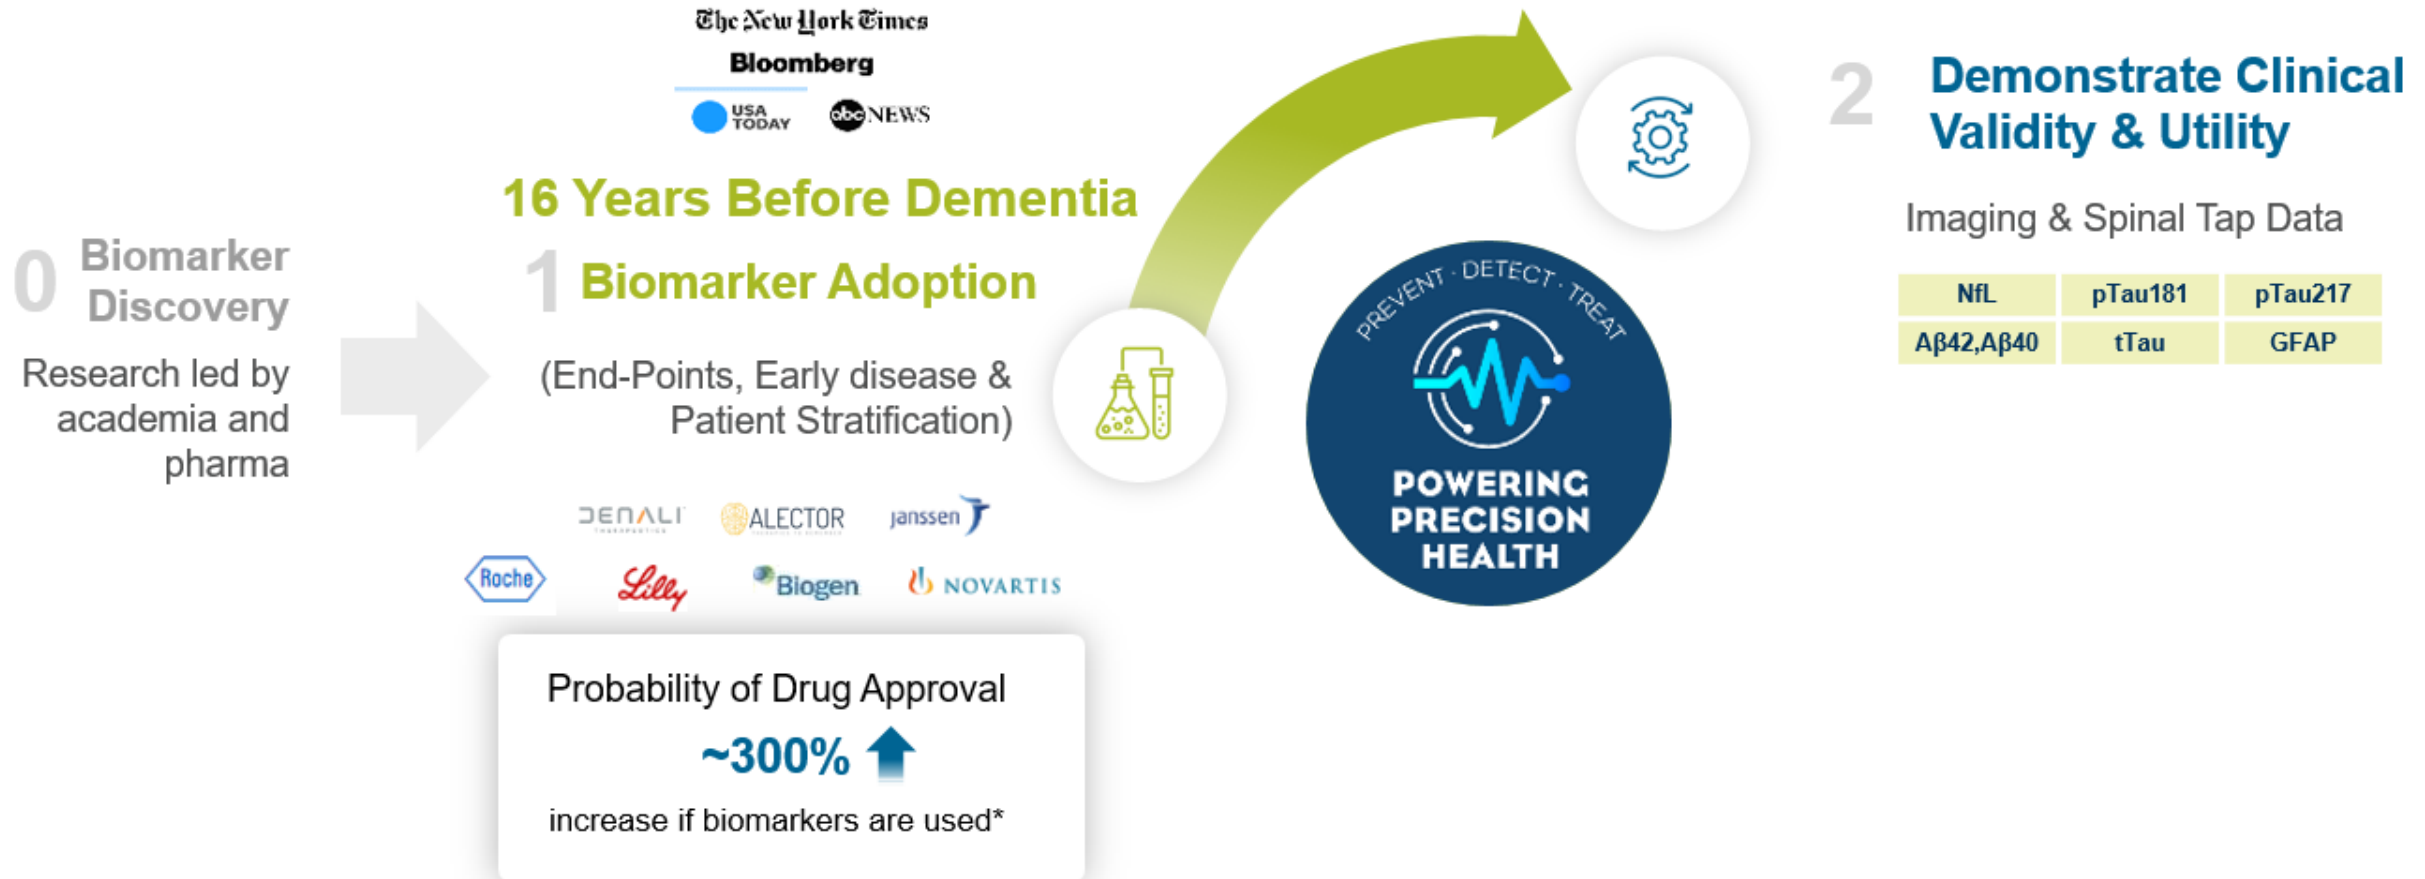 The New York Times
Bloomberg
USA
TODAY
abc NEWS
16 Years Before Dementia
0 Biomarker
Discovery
Research led by
academia and
pharma
1 Biomarker Adoption
(End-Points, Early disease &
Patient Stratification)
DENALI
THERAPEUTICS
ALECTOR
janssen
Roche
Lilly
Biogen
NOVARTIS
Probability of Drug Approval
~300%
increase if biomarkers are used*
PREVENT · DETECT · TREAT
POWERING
PRECISION
HEALTH
2 Demonstrate Clinical
Validity & Utility
Imaging & Spinal Tap Data
NfL pTau181 pTau217
Aβ42,Aβ40 tTau GFAP